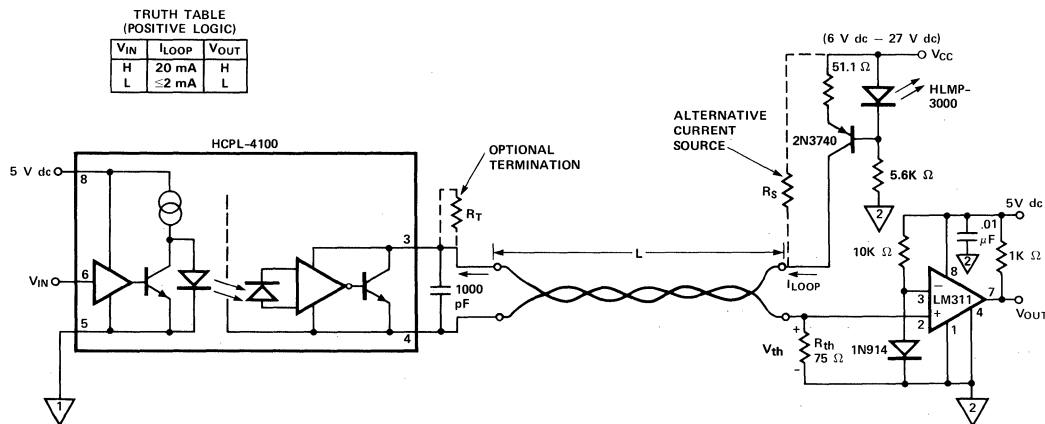 TRUTH TABLE
(POSITIVE LOGIC)
VIN ILOOP VOUT
H 20 mA H
L ≤2 mA L
HCPL-4100
5 V dc
8
VIN
6
5
1
3
4
OPTIONAL
TERMINATION
RT
1000
pF
L
ALTERNATIVE
CURRENT
SOURCE
RS
ILOOP
(6 V dc – 27 V dc)
VCC
51.1 Ω
HLMP-
3000
2N3740
5.6K Ω
2
5V dc
.01
μF
2
10K Ω
1K Ω
8
–
3
LM311
7
VOUT
+
2
4
1
+
Vth
Rth
75 Ω
–
1N914
2